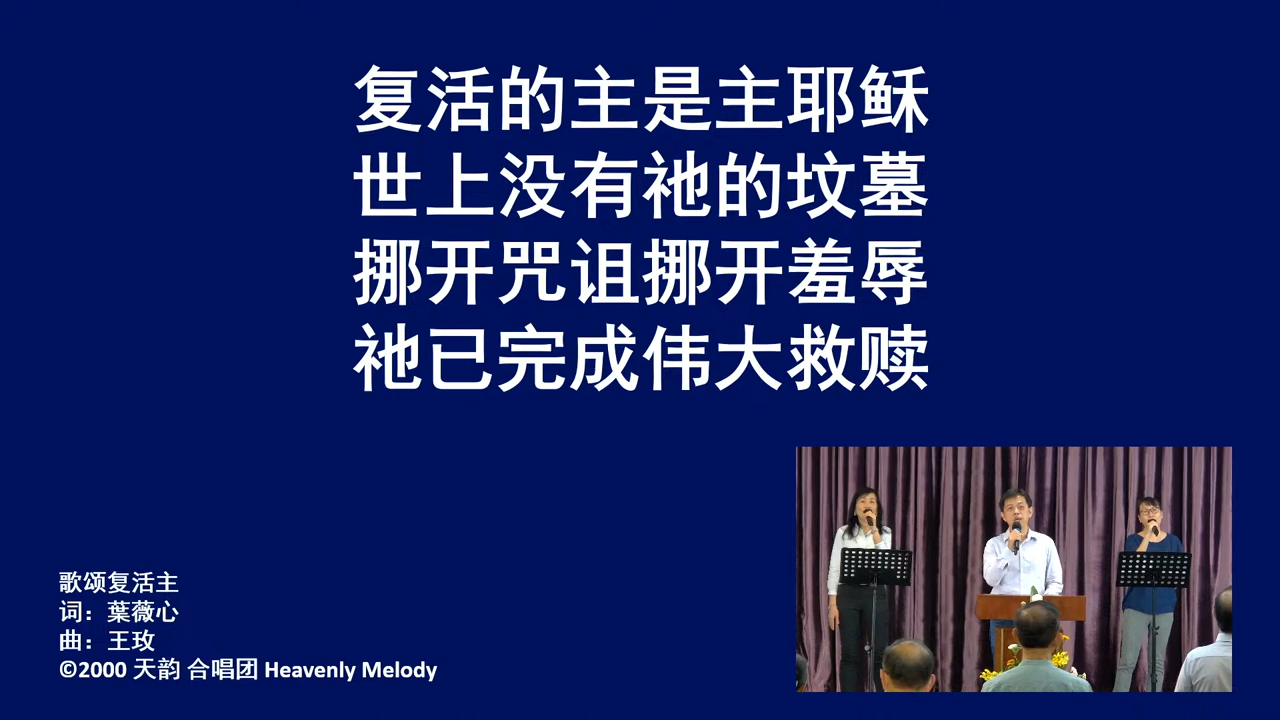 复活的主是主耶稣
世上没有祂的坟墓
挪开咒诅挪开羞辱
祂已完成伟大救赎
歌颂复活主
词：葉薇心
曲：王玫
©2000 天韵 合唱团 Heavenly Melody